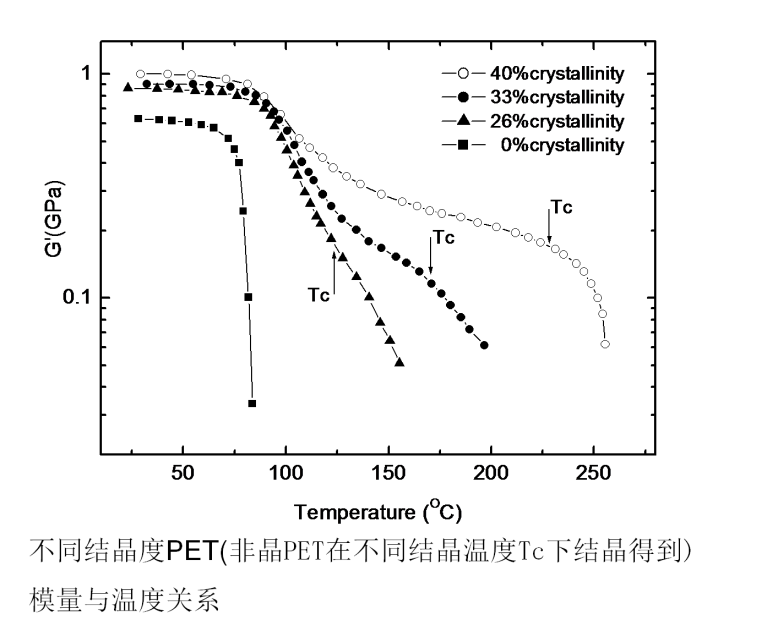 40%crystallinity
33%crystallinity
26%crystallinity
0%crystallinity
1
0.1
G'(GPa)
Tc
Tc
Tc
50 100 150 200 250
Temperature (°C)
不同结晶度PET(非晶PET在不同结晶温度Tc下结晶得到)
模量与温度关系